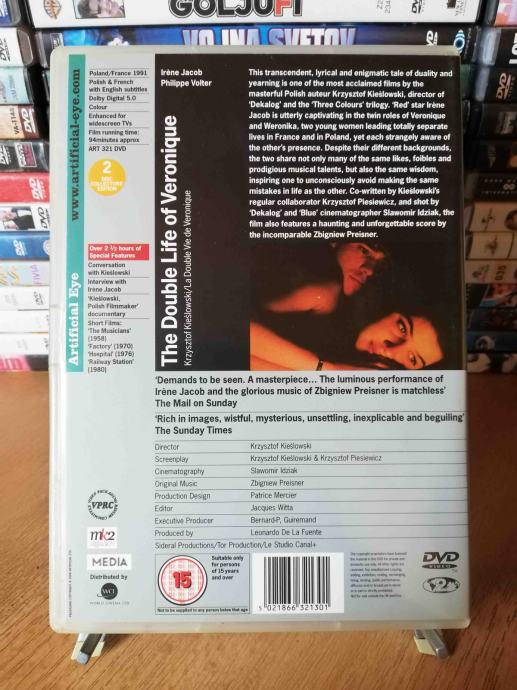 GOLJUFI
VOJNA SVETOV
www.artificial-eye.com
Artificial Eye
Poland/France 1991
Polish & French
with English subtitles
Dolby Digital 5.0
Colour
Enhanced for
widescreen TVs
Film running time:
94minutes approx
ART 321 DVD
2
DISC
COLLECTORS
EDITION
Over 2 ½ hours of
Special Features
Conversation
with Kieślowski
Interview with
Irène Jacob
'Kieślowski,
Polish Filmmaker'
documentary
Short Films:
'The Musicians'
(1958)
'Factory' (1970)
'Hospital' (1976)
'Railway Station'
(1980)
VPRC
mk2
MEDIA
Distributed by
WCL
WORLD CINEMA LTD
Irène Jacob
Philippe Volter
The Double Life of Veronique
Krzysztof Kieślowski/La Double Vie de Veronique
This transcendent, lyrical and enigmatic tale of duality and
yearning is one of the most acclaimed films by the
masterful Polish auteur Krzysztof Kieślowski, director of
'Dekalog' and the 'Three Colours' trilogy. 'Red' star Irène
Jacob is utterly captivating in the twin roles of Veronique
and Weronika, two young women leading totally separate
lives in France and in Poland, yet each strangely aware of
the other's presence. Despite their different backgrounds,
the two share not only many of the same likes, foibles and
prodigious musical talents, but also the same wisdom,
inspiring one to unconsciously avoid making the same
mistakes in life as the other. Co-written by Kieślowski's
regular collaborator Krzysztof Piesiewicz, and shot by
'Dekalog' and 'Blue' cinematographer Slawomir Idziak, the
film also features a haunting and unforgettable score by
the incomparable Zbigniew Preisner.
'Demands to be seen. A masterpiece... The luminous performance of
Irène Jacob and the glorious music of Zbigniew Preisner is matchless'
The Mail on Sunday
'Rich in images, wistful, mysterious, unsettling, inexplicable and beguiling'
The Sunday Times
Director Krzysztof Kieślowski
Screenplay Krzysztof Kieślowski & Krzysztof Piesiewicz
Cinematography Slawomir Idziak
Original Music Zbigniew Preisner
Production Design Patrice Mercier
Editor Jacques Witta
Executive Producer Bernard-P, Guiremand
Produced by Leonardo De La Fuente
Sideral Productions/Tor Production/Le Studio Canal+
15
Suitable only
for persons
of 15 years
and over
Not to be supplied to any person below that age
5 021866 321301
DVD
VIDEO
2